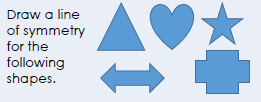 Draw a line
of symmetry
for the
following
shapes.